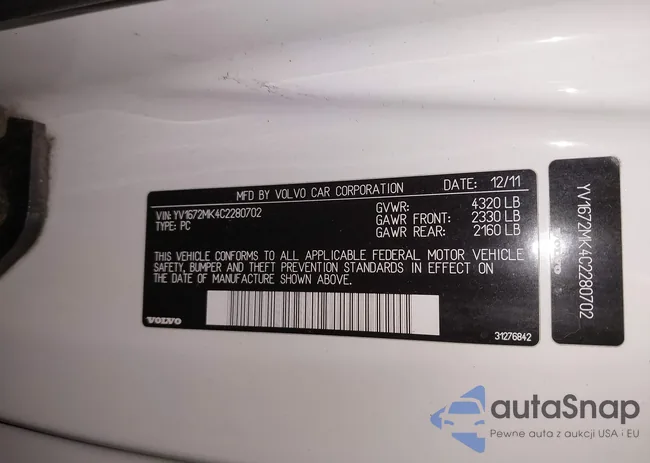 MFD BY VOLVO CAR CORPORATION DATE: 12/11
VIN: YV1672MK4C2280702 GVWR: 4320 LB
TYPE: PC GAWR FRONT: 2330 LB
GAWR REAR: 2160 LB
THIS VEHICLE CONFORMS TO ALL APPLICABLE FEDERAL MOTOR VEHICLE
SAFETY, BUMPER AND THEFT PREVENTION STANDARDS IN EFFECT ON
THE DATE OF MANUFACTURE SHOWN ABOVE.
VOLVO 31276842
YV1672MK4C2280702
VOLVO
autaSnap
Pewne auta z aukcji USA i EU